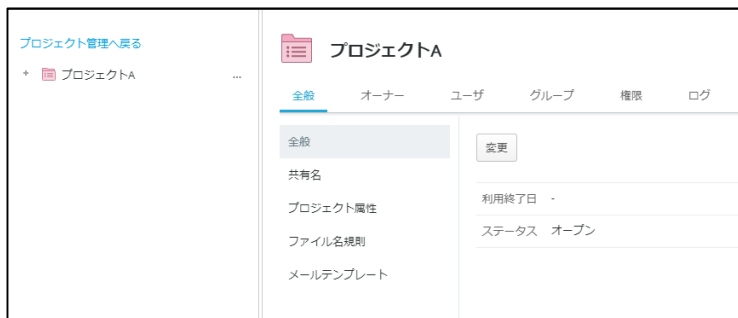 プロジェクト管理へ戻る
+ プロジェクトA ...
プロジェクトA
全般 オーナー ユーザ グループ 権限 ログ
全般
共有名
プロジェクト属性
ファイル名規則
メールテンプレート
変更
利用終了日 -
ステータス オープン